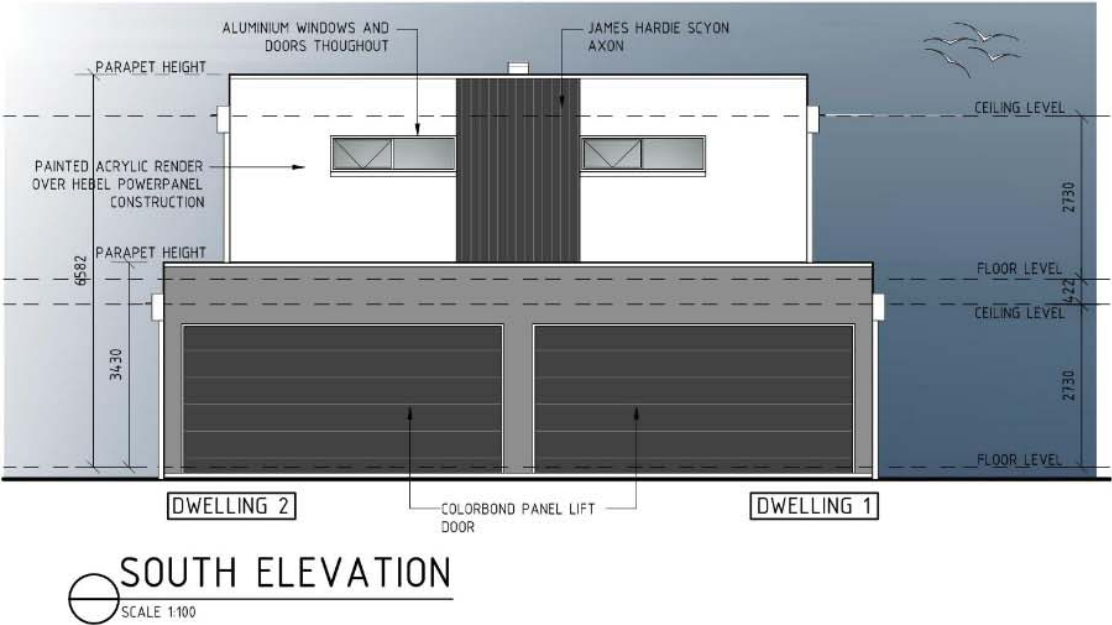 ALUMINIUM WINDOWS AND
DOORS THOUGHOUT
JAMES HARDIE SCYON
AXON
PARAPET HEIGHT
CEILING LEVEL
PAINTED ACRYLIC RENDER
OVER HEBEL POWERPANEL
CONSTRUCTION
2730
PARAPET HEIGHT
6582
FLOOR LEVEL
422
CEILING LEVEL
3430
2730
FLOOR LEVEL
DWELLING 2
COLORBOND PANEL LIFT
DOOR
DWELLING 1
SOUTH ELEVATION
SCALE 1:100